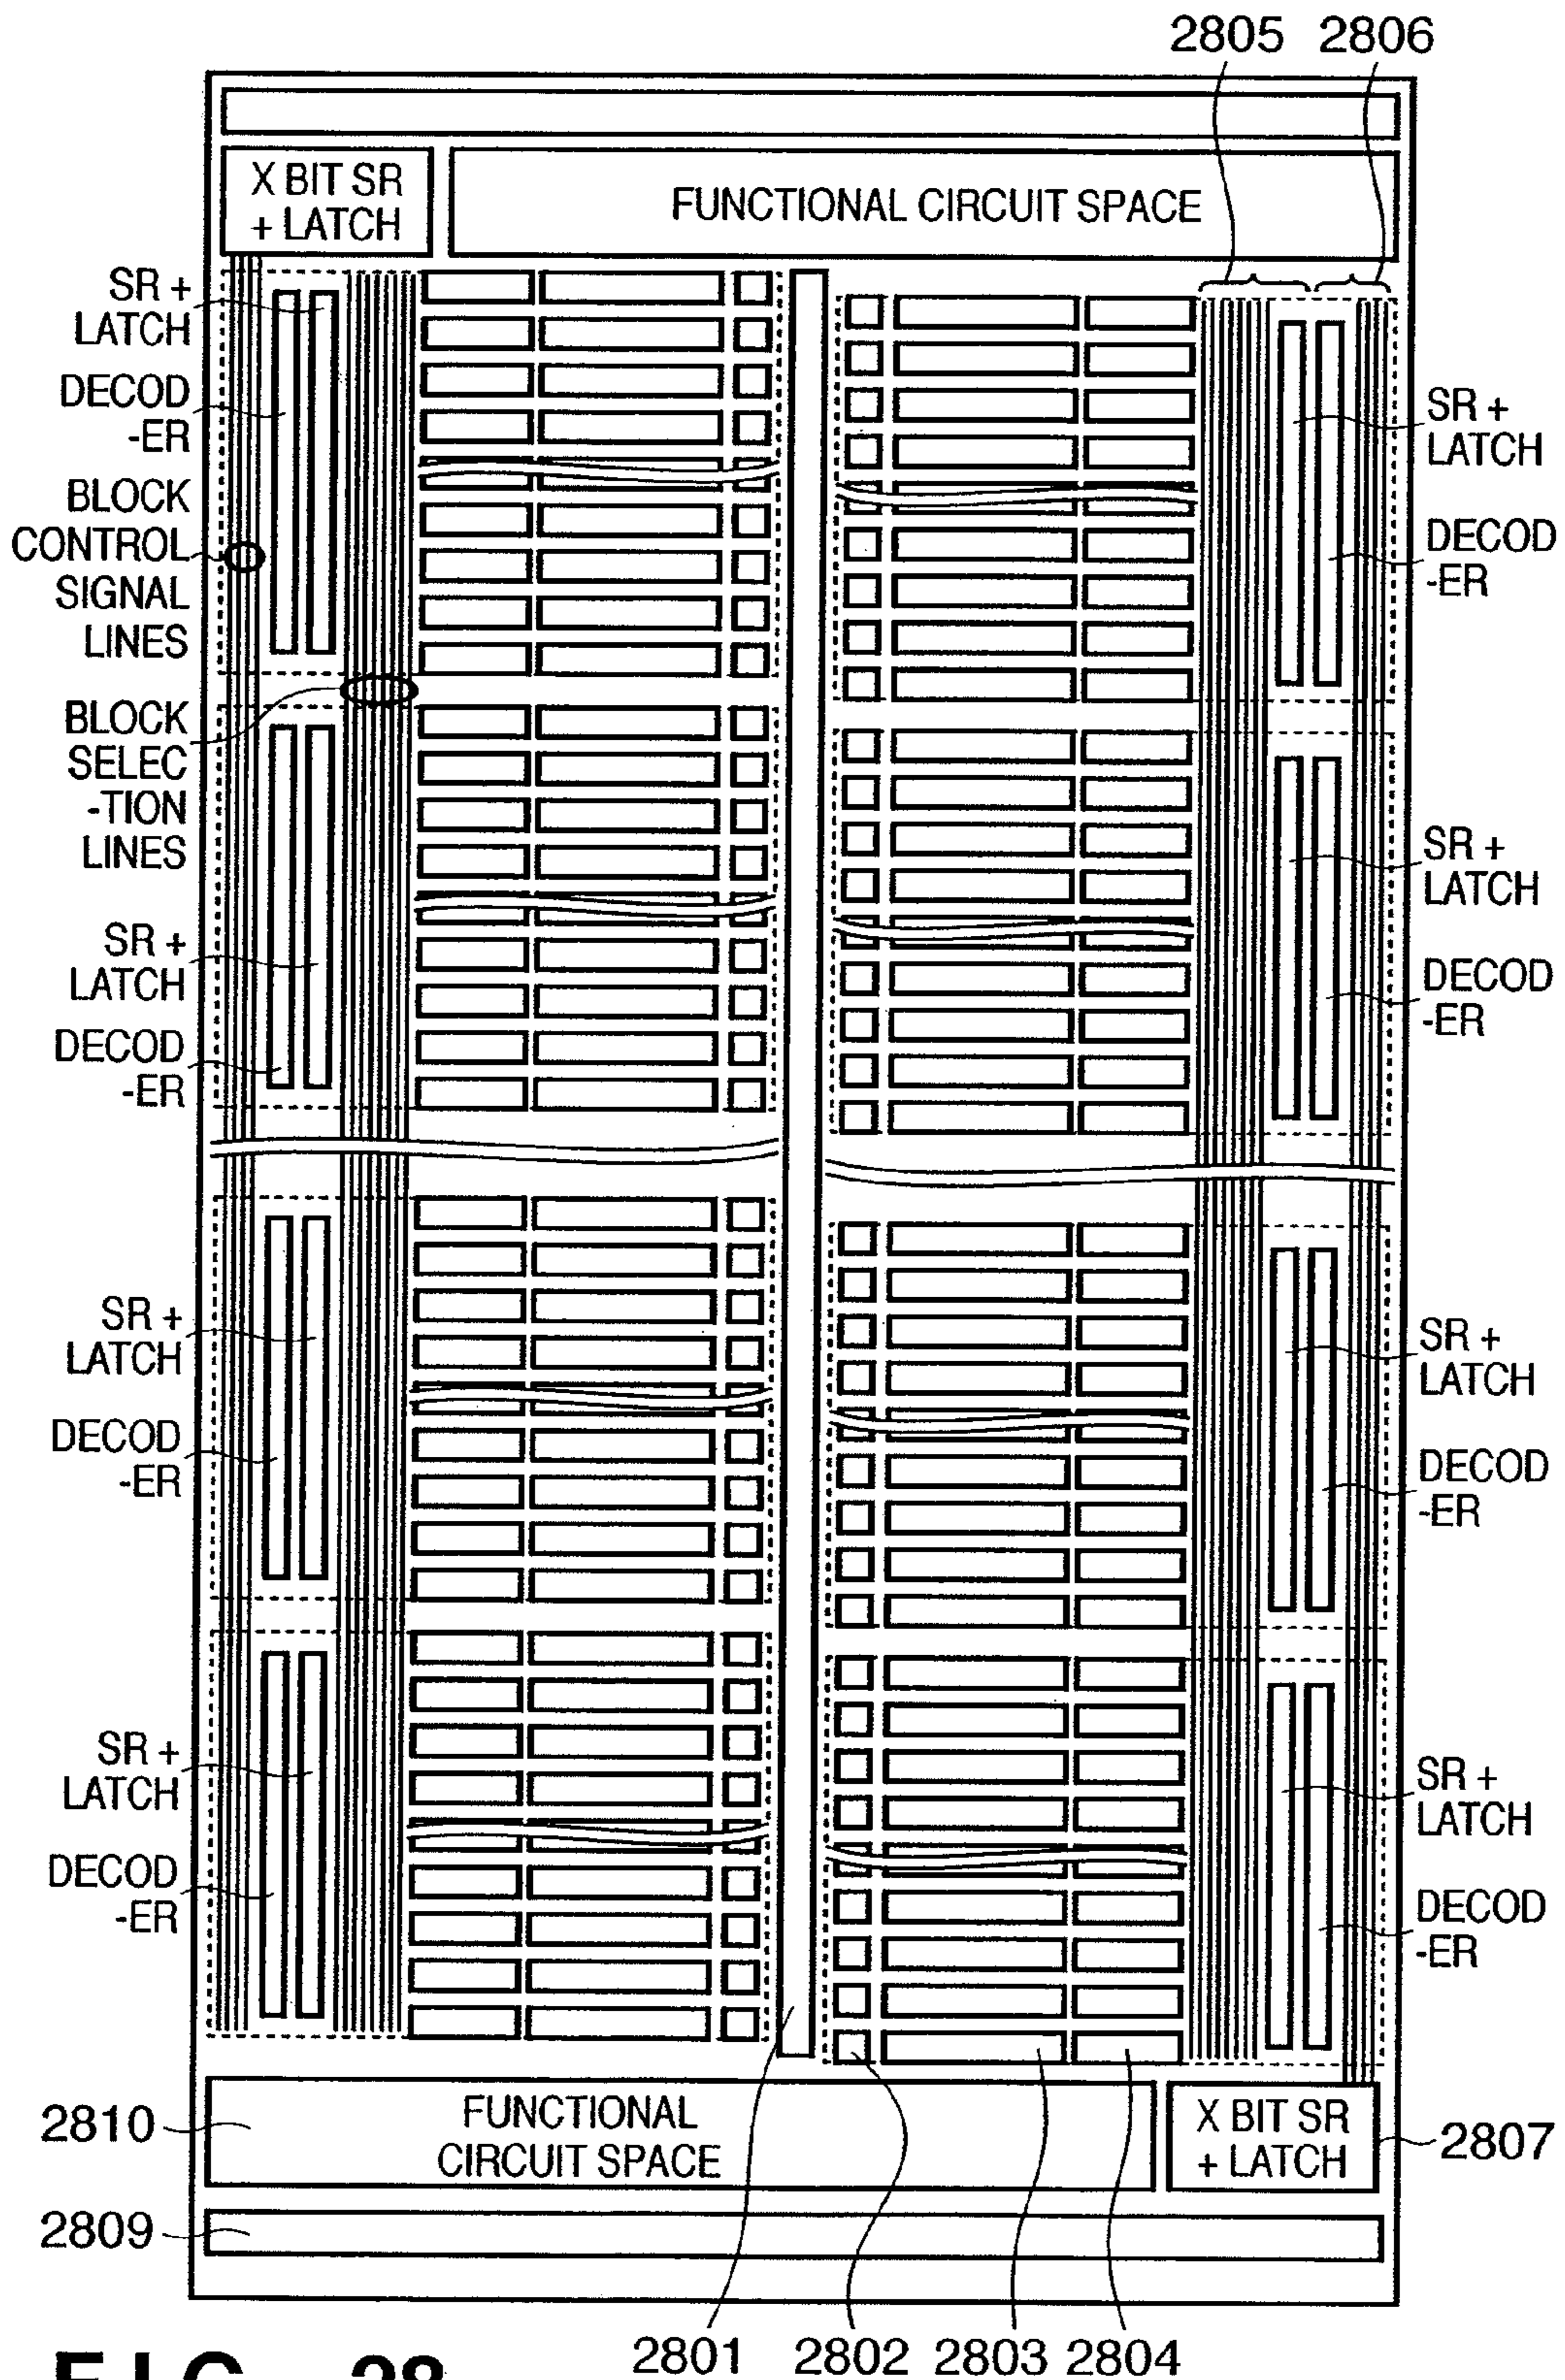 2805 2806
X BIT SR
+ LATCH
FUNCTIONAL CIRCUIT SPACE
SR +
LATCH
DECOD
-ER
BLOCK
CONTROL
SIGNAL
LINES
BLOCK
SELEC
-TION
LINES
SR +
LATCH
DECOD
-ER
SR +
LATCH
DECOD
-ER
SR +
LATCH
DECOD
-ER
SR +
LATCH
DECOD
-ER
SR +
LATCH
DECOD
-ER
SR +
LATCH
DECOD
-ER
SR +
LATCH
DECOD
-ER
2810
FUNCTIONAL
CIRCUIT SPACE
X BIT SR
+ LATCH
2807
2809
2801 2802 2803 2804
FIG. 28